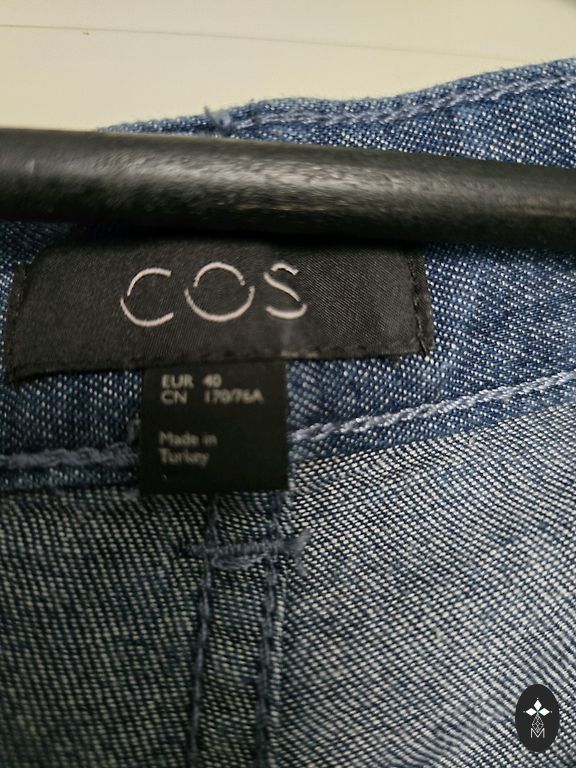 COS
EUR 40
CN 170/76A
Made in
Turkey
M